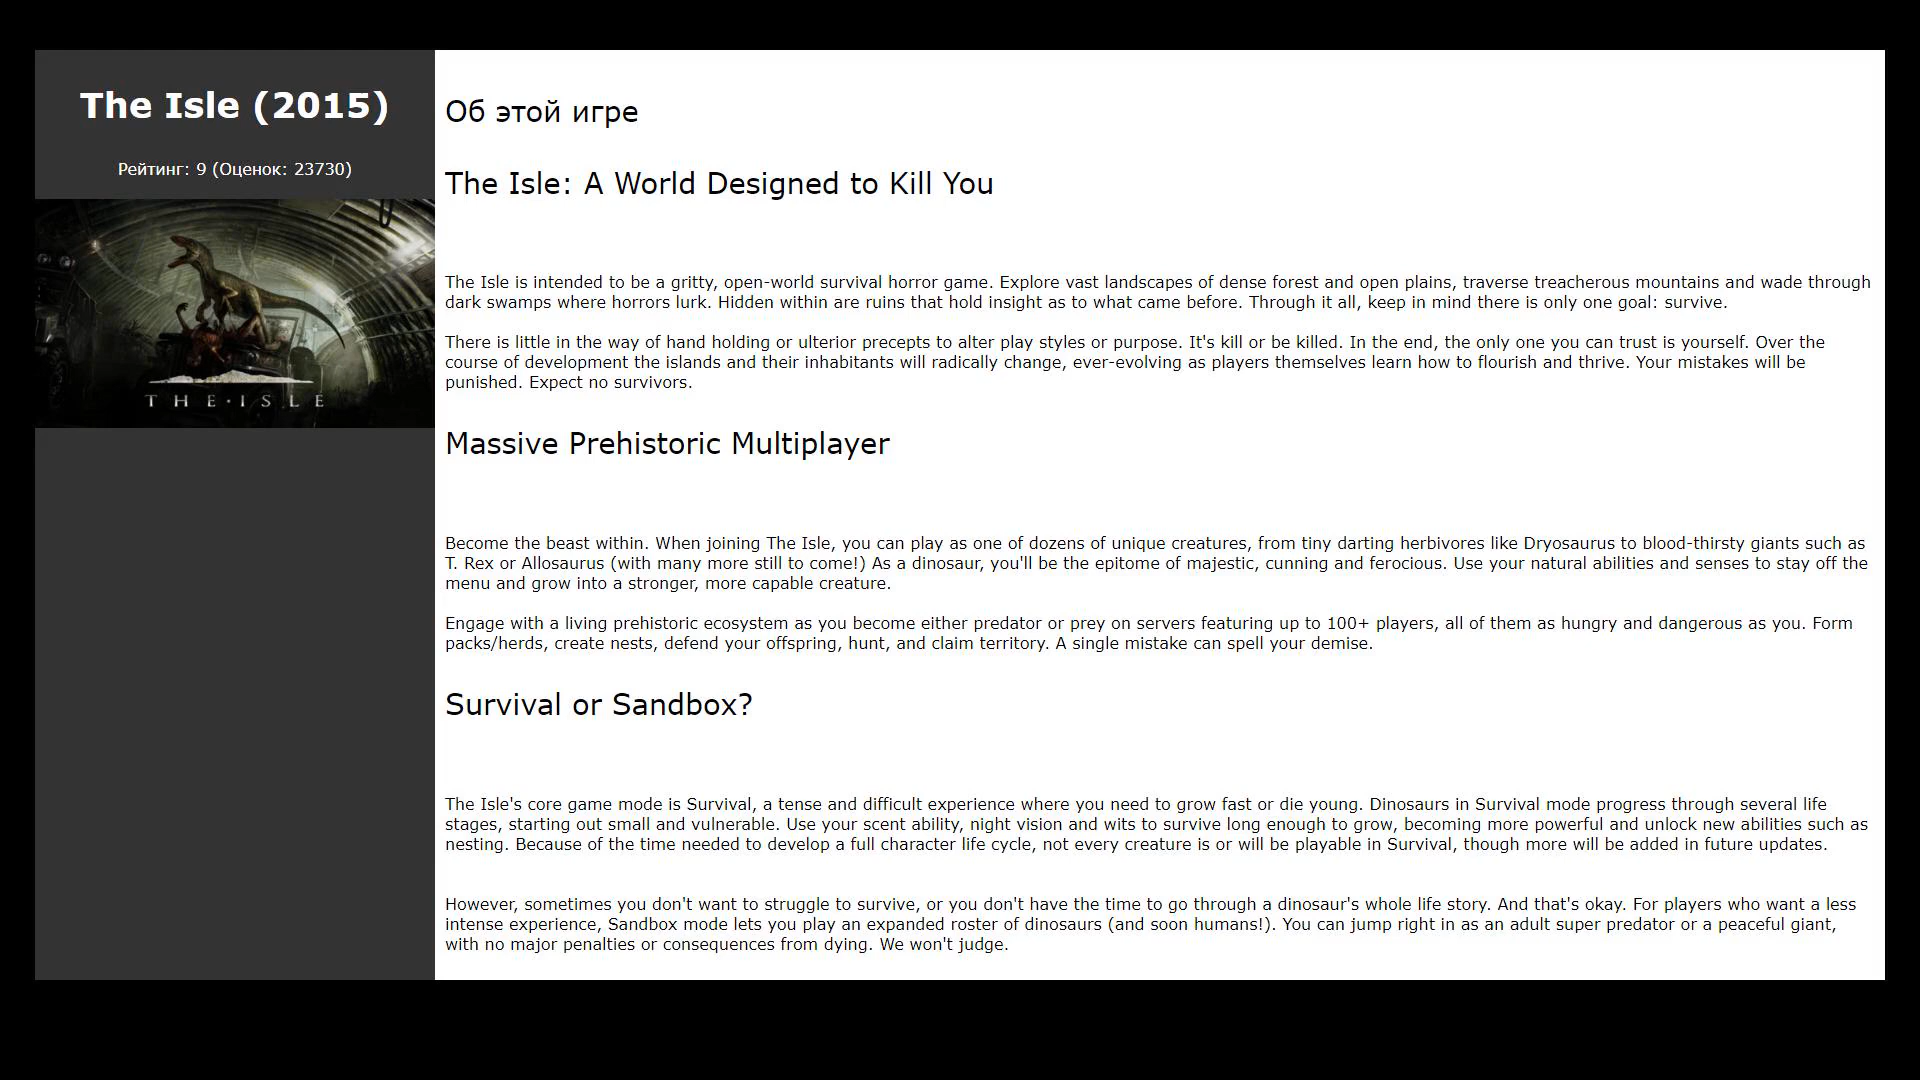 The Isle (2015)
Рейтинг: 9 (Оценок: 23730)
THE·ISLE
Об этой игре
The Isle: A World Designed to Kill You
The Isle is intended to be a gritty, open-world survival horror game. Explore vast landscapes of dense forest and open plains, traverse treacherous mountains and wade through
dark swamps where horrors lurk. Hidden within are ruins that hold insight as to what came before. Through it all, keep in mind there is only one goal: survive.
There is little in the way of hand holding or ulterior precepts to alter play styles or purpose. It's kill or be killed. In the end, the only one you can trust is yourself. Over the
course of development the islands and their inhabitants will radically change, ever-evolving as players themselves learn how to flourish and thrive. Your mistakes will be
punished. Expect no survivors.
Massive Prehistoric Multiplayer
Become the beast within. When joining The Isle, you can play as one of dozens of unique creatures, from tiny darting herbivores like Dryosaurus to blood-thirsty giants such as
T. Rex or Allosaurus (with many more still to come!) As a dinosaur, you'll be the epitome of majestic, cunning and ferocious. Use your natural abilities and senses to stay off the
menu and grow into a stronger, more capable creature.
Engage with a living prehistoric ecosystem as you become either predator or prey on servers featuring up to 100+ players, all of them as hungry and dangerous as you. Form
packs/herds, create nests, defend your offspring, hunt, and claim territory. A single mistake can spell your demise.
Survival or Sandbox?
The Isle's core game mode is Survival, a tense and difficult experience where you need to grow fast or die young. Dinosaurs in Survival mode progress through several life
stages, starting out small and vulnerable. Use your scent ability, night vision and wits to survive long enough to grow, becoming more powerful and unlock new abilities such as
nesting. Because of the time needed to develop a full character life cycle, not every creature is or will be playable in Survival, though more will be added in future updates.
However, sometimes you don't want to struggle to survive, or you don't have the time to go through a dinosaur's whole life story. And that's okay. For players who want a less
intense experience, Sandbox mode lets you play an expanded roster of dinosaurs (and soon humans!). You can jump right in as an adult super predator or a peaceful giant,
with no major penalties or consequences from dying. We won't judge.